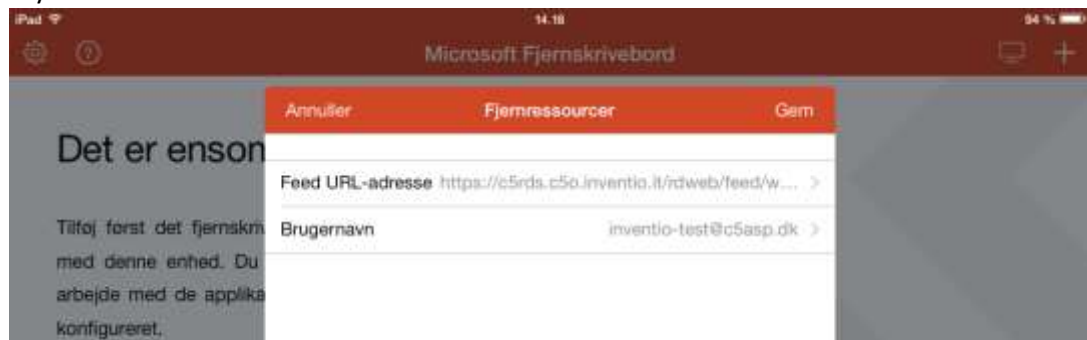 iPad 14.18 94 %
Microsoft Fjernskrivebord
Annuller Fjernressourcer Gem
Det er enson
Feed URL-adresse https://c5rds.c5o.inventio.it/rdweb/feed/w....
Tilføj først det fjernskriv Brugernavn inventio-test@c5asp.dk
med denne enhed. Du
arbejde med de applika
konfigureret.